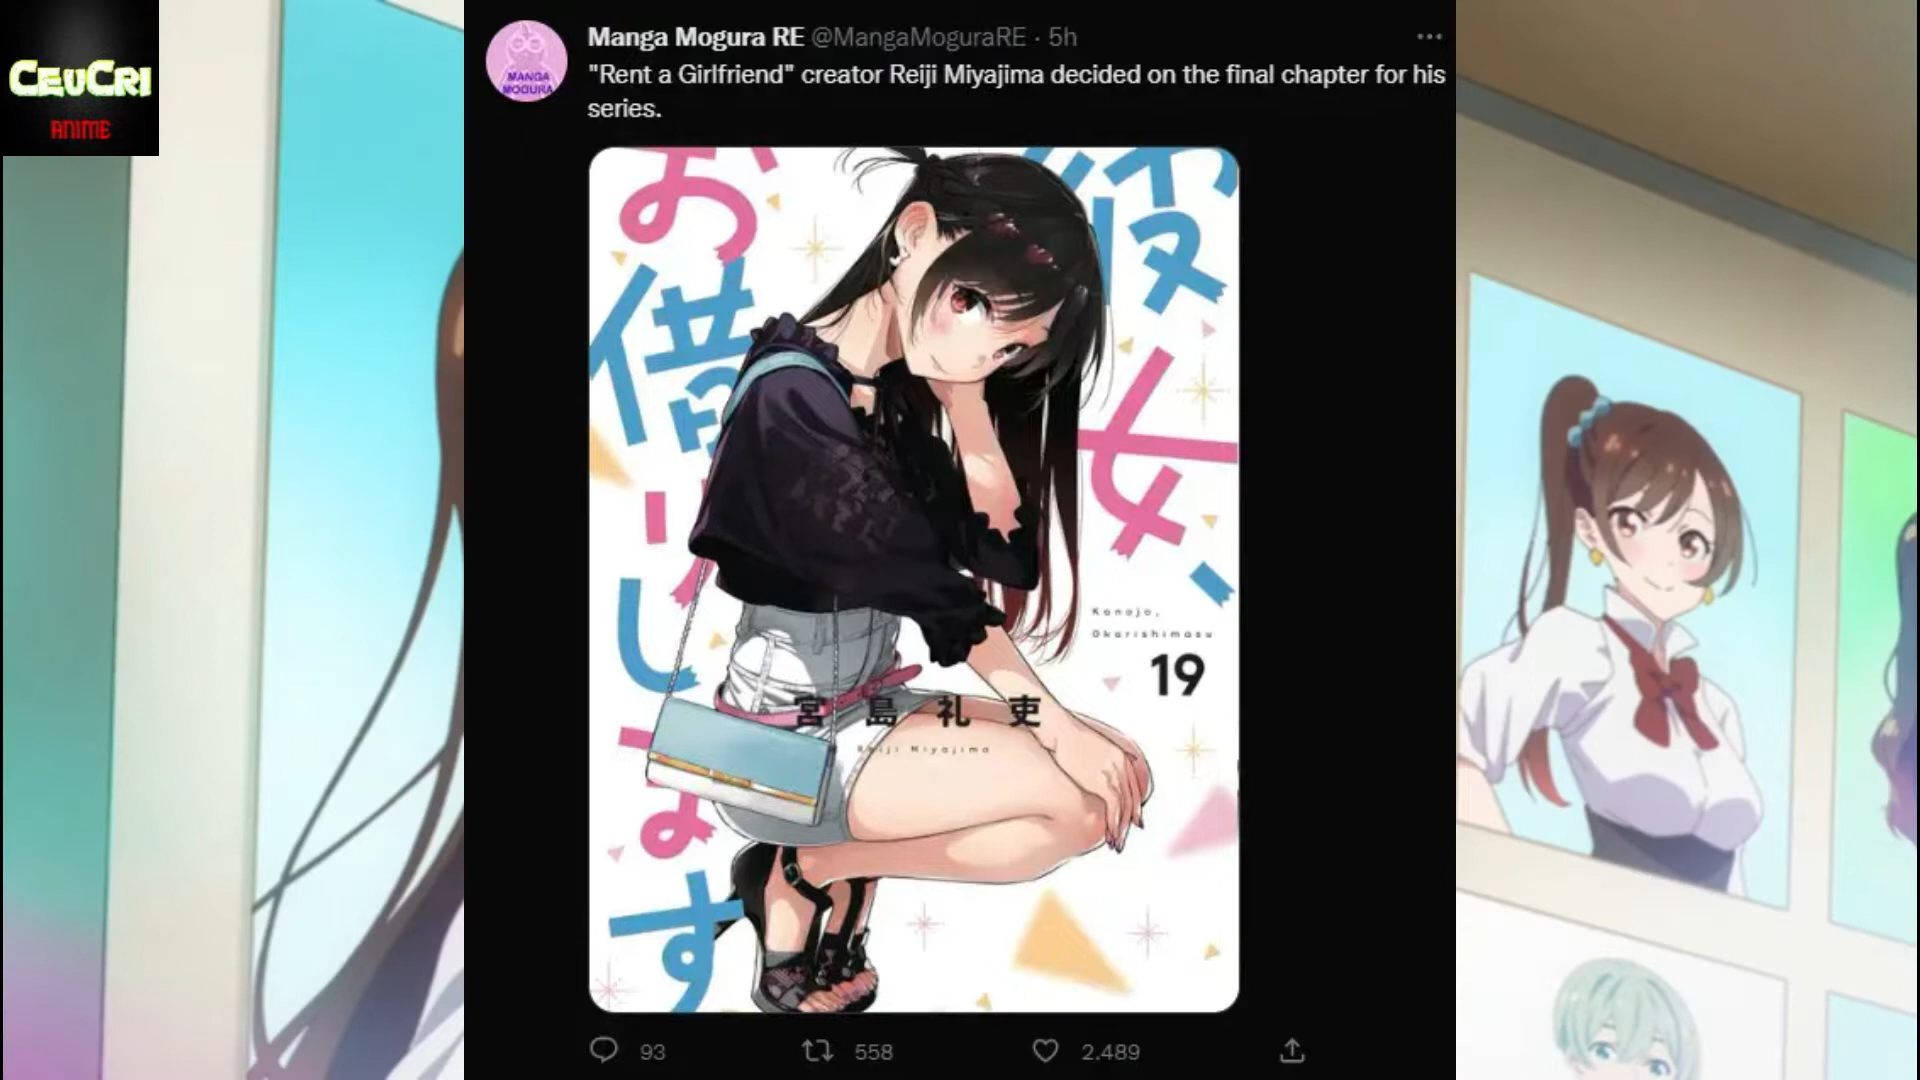 CEUCRI
ANIME
MANGA
MOGURA
Manga Mogura RE @MangaMoguraRE · 5h
"Rent a Girlfriend" creator Reiji Miyajima decided on the final chapter for his
series.
彼女、
お借りします
Kanojo,
Okarishimasu
19
宮島礼吏
Reiji Miyajima
93
558
2.489